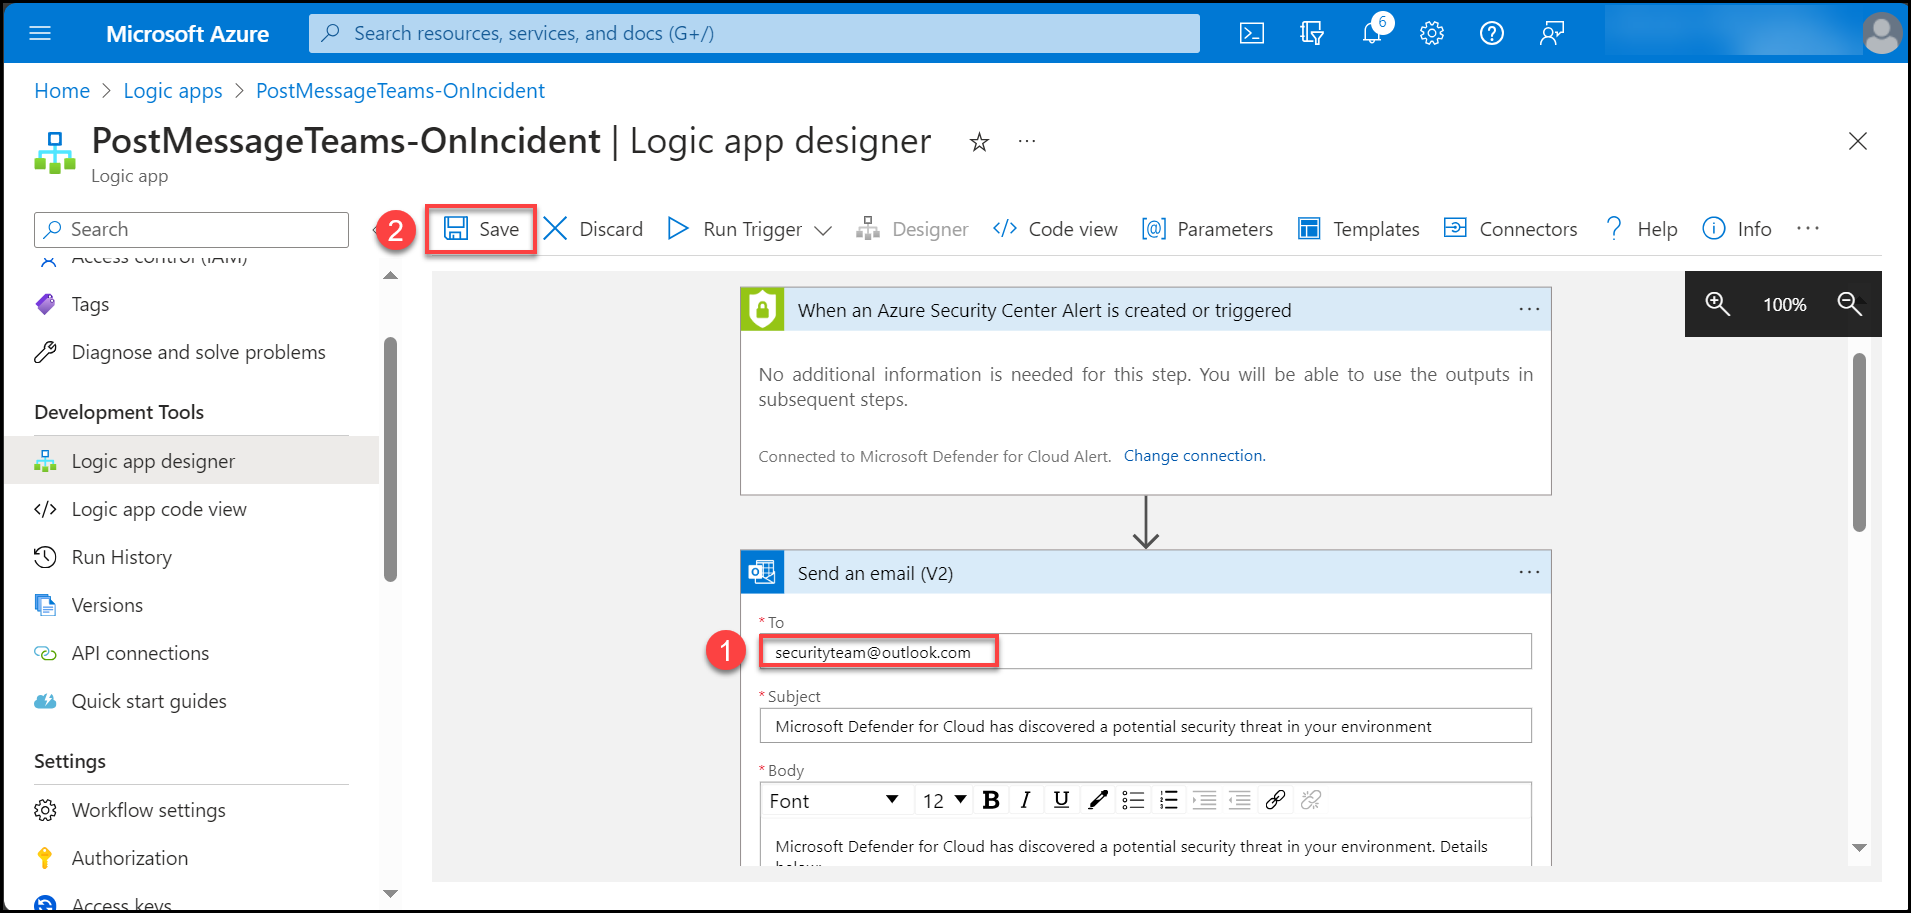 Microsoft Azure
Search resources, services, and docs (G+/)
6
Home > Logic apps > PostMessageTeams-OnIncident
PostMessageTeams-OnIncident | Logic app designer
Logic app
Search
2
Save
Discard
Run Trigger
Designer
Code view
Parameters
Templates
Connectors
Help
Info
Access control (IAM)
Tags
Diagnose and solve problems
Development Tools
Logic app designer
Logic app code view
Run History
Versions
API connections
Quick start guides
Settings
Workflow settings
Authorization
Access keys
When an Azure Security Center Alert is created or triggered
100%
No additional information is needed for this step. You will be able to use the outputs in
subsequent steps.
Connected to Microsoft Defender for Cloud Alert. Change connection.
Send an email (V2)
* To
1
securityteam@outlook.com
* Subject
Microsoft Defender for Cloud has discovered a potential security threat in your environment
* Body
Font
12
B I U
Microsoft Defender for Cloud has discovered a potential security threat in your environment. Details
below: